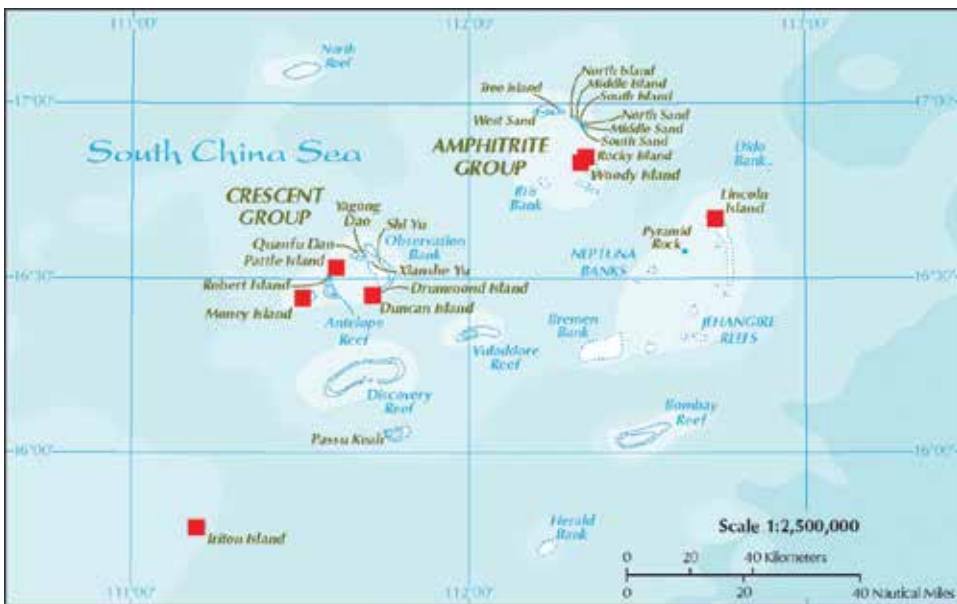 111°00'
112°00'
North
Reef
17°00'
17°00'
North Island
Middle Island
South Island
Tree Island
West Sand
North Sand
Middle Sand
South Sand
South China Sea
AMPHITRITE
GROUP
Rocky Island
Woody Island
Dido
Bank
Iris
Bank
Lincoln
Island
CRESCENT
GROUP
Yagong
Dao
Shi Yu
Observation
Bank
Quanfu Dao
Pattle Island
Xianshe Yu
Pyramid
Rock
NEPTUNA
BANKS
16°30'
16°30'
Robert Island
Drummond Island
Money Island
Duncan Island
Antelope
Reef
Vuladdore
Reef
Bremen
Bank
JEHANGIRE
REEFS
Discovery
Reef
Passu Keah
Bombay
Reef
16°00'
16°00'
Triton Island
Herald
Bank
Scale 1:2,500,000
0 20 40 Kilometers
0 20 40 Nautical Miles
111°00'
112°00'